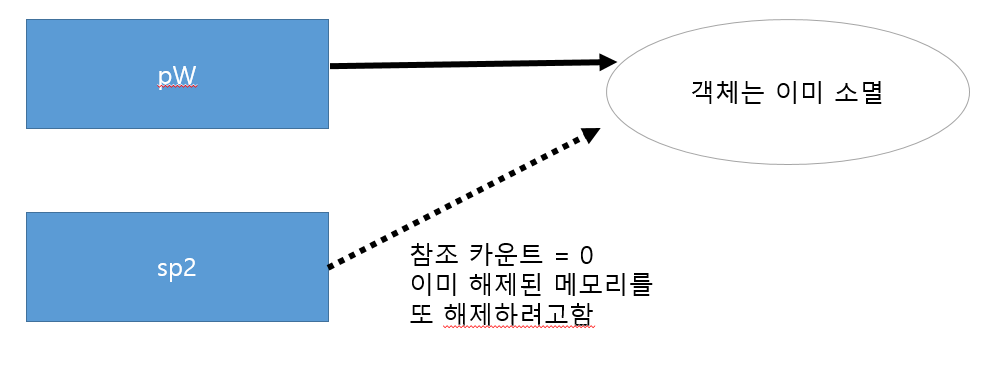 pW
객체는 이미 소멸
sp2
참조 카운트 = 0
이미 해제된 메모리를
또 해제하려고함